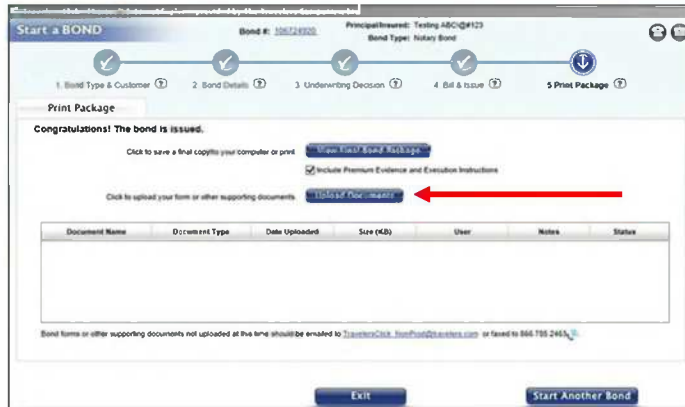 Start a BOND
Bond #: 106724920
Principal/Insured: Testing ABC!@#123
Bond Type: Notary Bond
1. Bond Type & Customer ?
2 Bond Details ?
3 Underwriting Decision ?
4 Bill & Issue ?
5 Print Package ?
Print Package
Congratulations! The bond is issued.
Click to save a final copy to your computer or print View Final Bond Package
Include Premium Evidence and Execution Instructions
Click to upload your form or other supporting documents Upload Documents
Document Name Document Type Date Uploaded Size (KB) User Notes Status
Bond forms or other supporting documents not uploaded at this time should be emailed to or faxed to
Exit
Start Another Bond